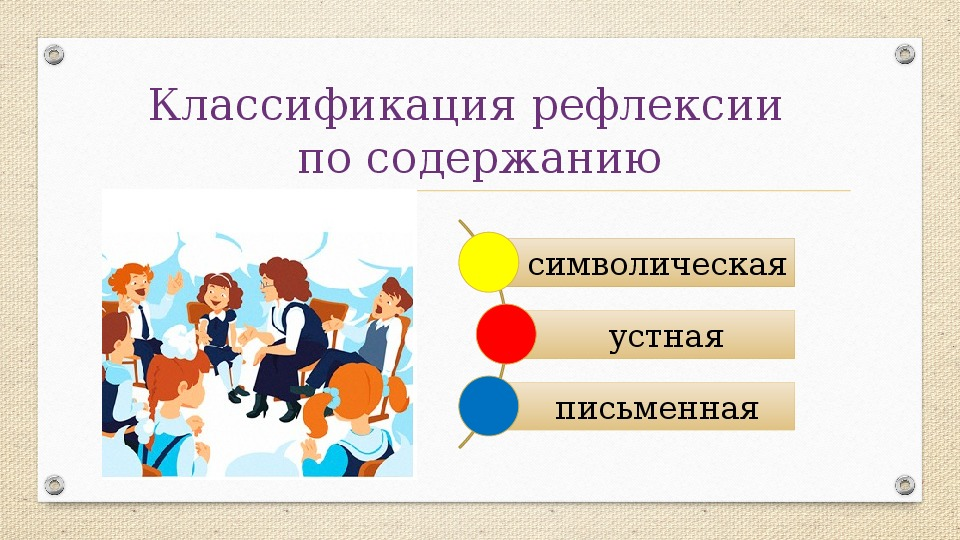 Классификация рефлексии
по содержанию
символическая
устная
письменная